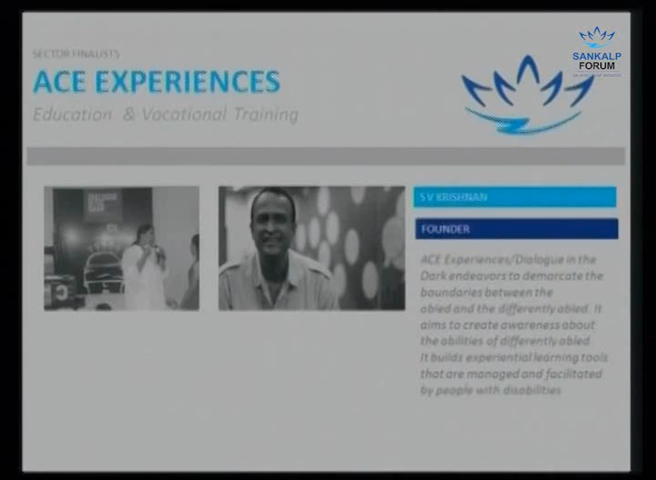 SECTOR FINALISTS
ACE EXPERIENCES
Education & Vocational Training
SANKALP
FORUM
S V KRISHNAN
FOUNDER
ACE Experiences/Dialogue in the
Dark endeavors to demarcate the
boundaries between the
abled and the differently abled. It
aims to create awareness about
the abilities of differently abled
It builds experiential learning tools
that are managed and facilitated
by people with disabilities